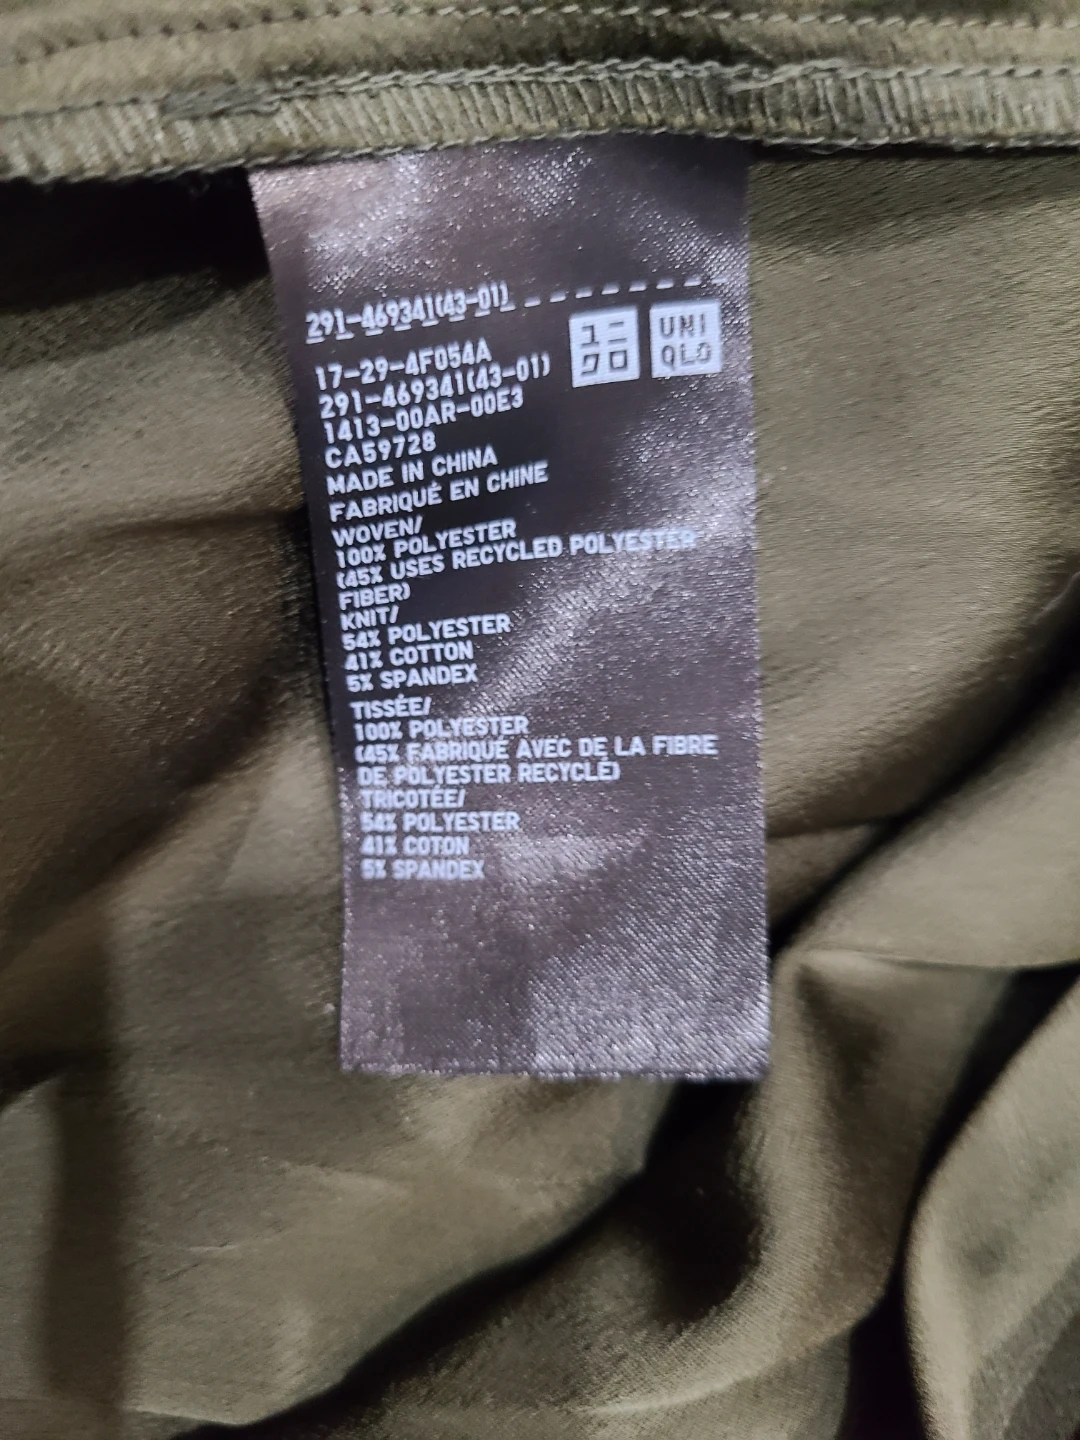 291-469341(43-01)
17-29-4F054A
291-469341(43-01)
1413-00AR-00E3
CA59728
MADE IN CHINA
FABRIQUÉ EN CHINE
WOVEN/
100% POLYESTER
(45% USES RECYCLED POLYESTER
FIBER)
KNIT/
54% POLYESTER
41% COTTON
5% SPANDEX
TISSÉE/
100% POLYESTER
(45% FABRIQUÉ AVEC DE LA FIBRE
DE POLYESTER RECYCLÉ)
TRICOTÉE/
54% POLYESTER
41% COTON
5% SPANDEX
ユニ
クロ
UNI
QLO